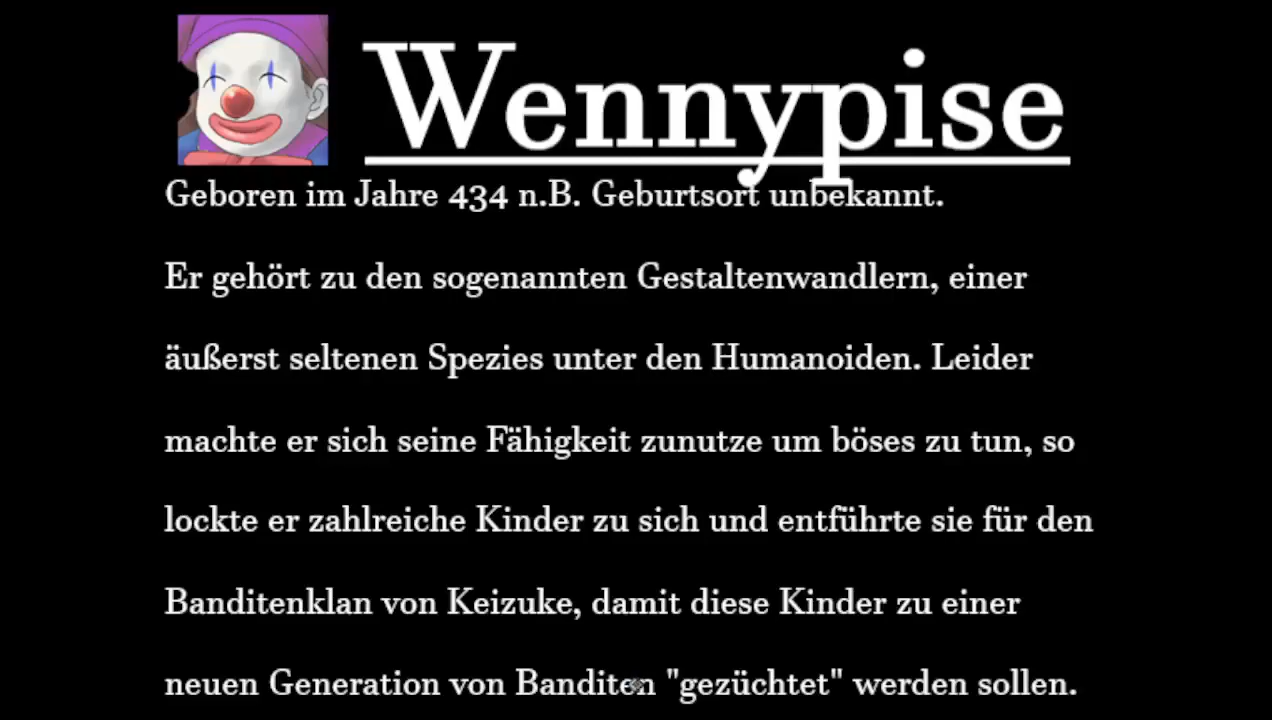 Wennypise
Geboren im Jahre 434 n.B. Geburtsort unbekannt.
Er gehört zu den sogenannten Gestaltenwandlern, einer
äußerst seltenen Spezies unter den Humanoiden. Leider
machte er sich seine Fähigkeit zunutze um böses zu tun, so
lockte er zahlreiche Kinder zu sich und entführte sie für den
Banditenklan von Keizuke, damit diese Kinder zu einer
neuen Generation von Banditen "gezüchtet" werden sollen.